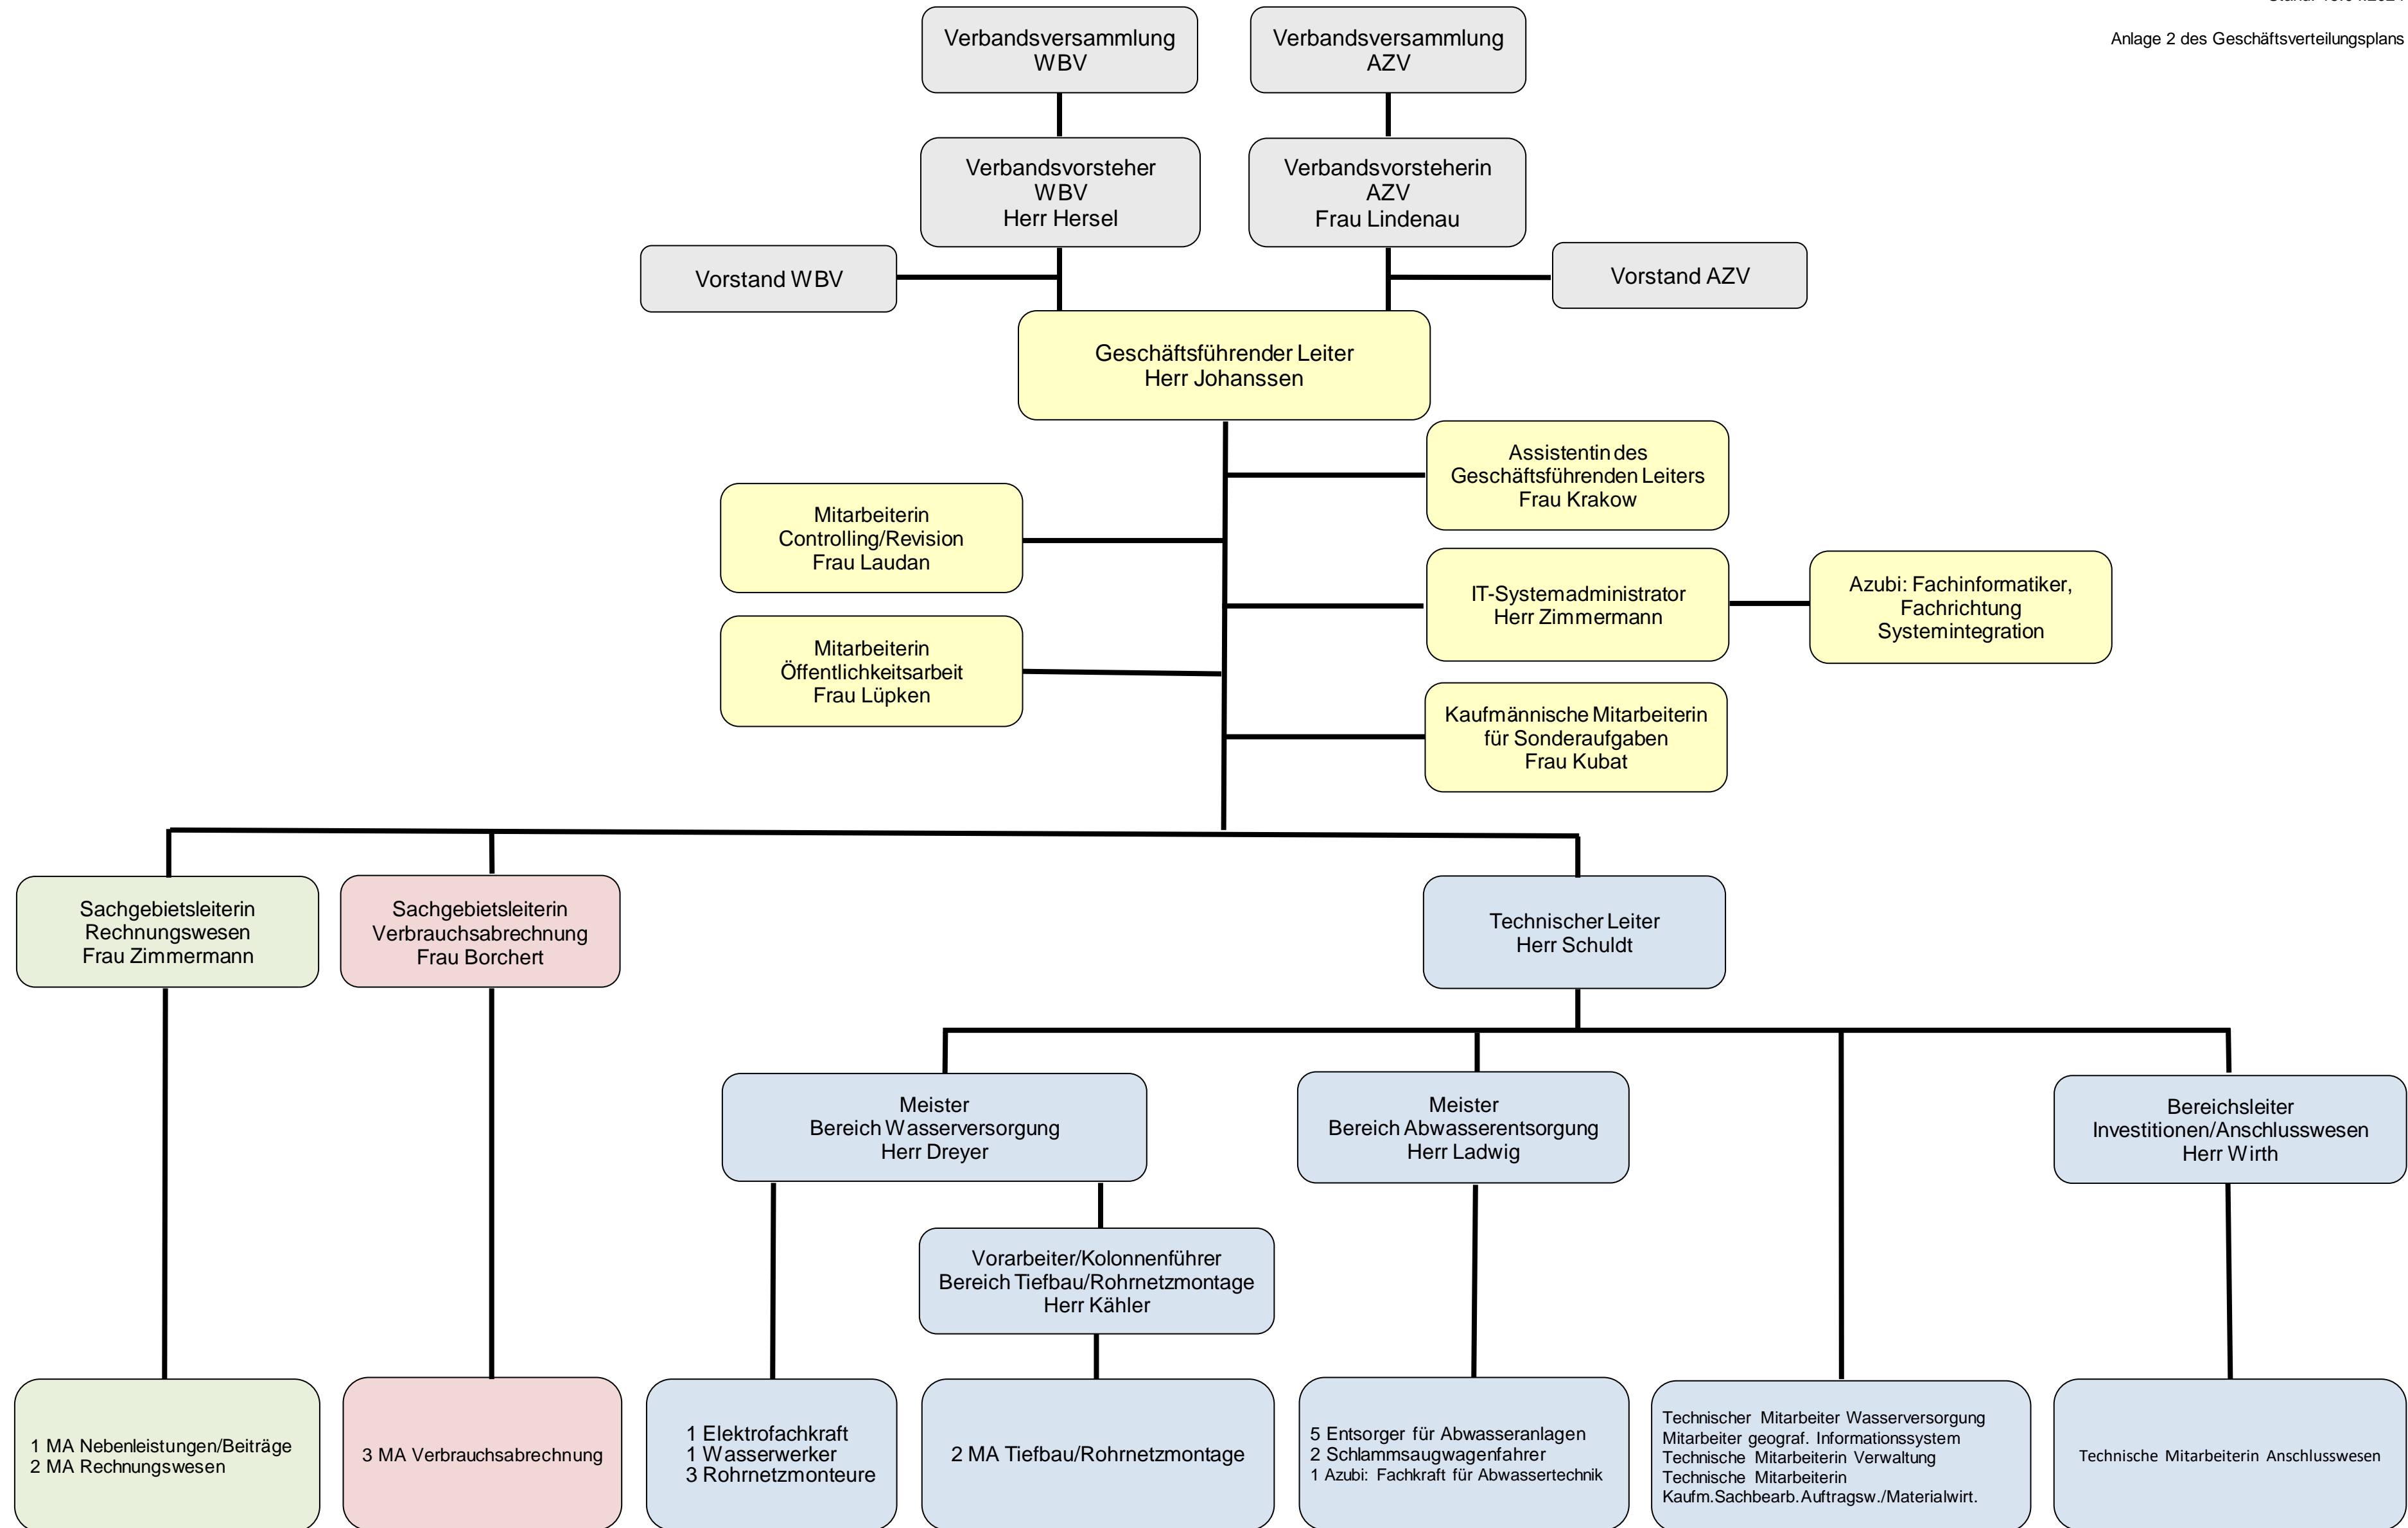 Anlage 2 des Geschäftsverteilungsplans
Verbandsversammlung
WBV
Verbandsversammlung
AZV
Verbandsvorsteher
WBV
Herr Hersel
Verbandsvorsteherin
AZV
Frau Lindenau
Vorstand WBV
Vorstand AZV
Geschäftsführender Leiter
Herr Johanssen
Assistentin des
Geschäftsführenden Leiters
Frau Krakow
Mitarbeiterin
Controlling/Revision
Frau Laudan
IT-Systemadministrator
Herr Zimmermann
Azubi: Fachinformatiker,
Fachrichtung
Systemintegration
Mitarbeiterin
Öffentlichkeitsarbeit
Frau Lüpken
Kaufmännische Mitarbeiterin
für Sonderaufgaben
Frau Kubat
Sachgebietsleiterin
Rechnungswesen
Frau Zimmermann
Sachgebietsleiterin
Verbrauchsabrechnung
Frau Borchert
Technischer Leiter
Herr Schuldt
Meister
Bereich Wasserversorgung
Herr Dreyer
Meister
Bereich Abwasserentsorgung
Herr Ladwig
Bereichsleiter
Investitionen/Anschlusswesen
Herr Wirth
Vorarbeiter/Kolonnenführer
Bereich Tiefbau/Rohrnetzmontage
Herr Kähler
1 MA Nebenleistungen/Beiträge
2 MA Rechnungswesen
3 MA Verbrauchsabrechnung
1 Elektrofachkraft
1 Wasserwerker
3 Rohrnetzmonteure
2 MA Tiefbau/Rohrnetzmontage
5 Entsorger für Abwasseranlagen
2 Schlammsaugwagenfahrer
1 Azubi: Fachkraft für Abwassertechnik
Technischer Mitarbeiter Wasserversorgung
Mitarbeiter geograf. Informationssystem
Technische Mitarbeiterin Verwaltung
Technische Mitarbeiterin
Kaufm.Sachbearb.Auftragsw./Materialwirt.
Technische Mitarbeiterin Anschlusswesen